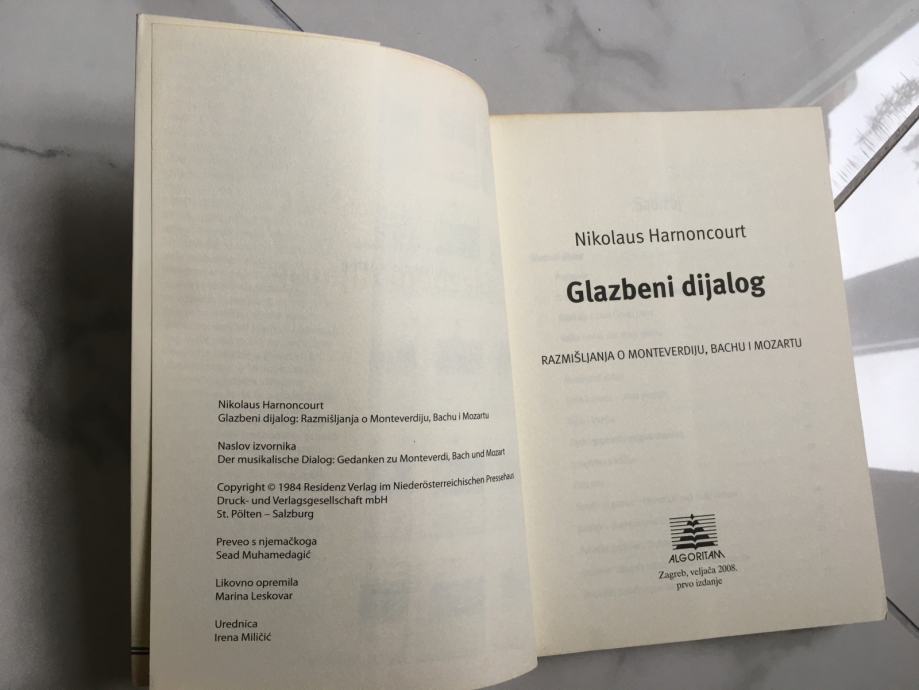 Nikolaus Harnoncourt
Glazbeni dijalog: Razmišljanja o Monteverdiju, Bachu i Mozartu
Naslov izvornika
Der musikalische Dialog: Gedanken zu Monteverdi, Bach und Mozart
Copyright © 1984 Residenz Verlag im Niederösterreichischen Pressehaus
Druck- und Verlagsgesellschaft mbH
St. Pölten – Salzburg
Preveo s njemačkoga
Sead Muhamedagić
Likovno opremila
Marina Leskovar
Urednica
Irena Miličić
Nikolaus Harnoncourt
Glazbeni dijalog
RAZMIŠLJANJA O MONTEVERDIJU, BACHU I MOZARTU
ALGORITAM
Zagreb, veljača 2008.
prvo izdanje